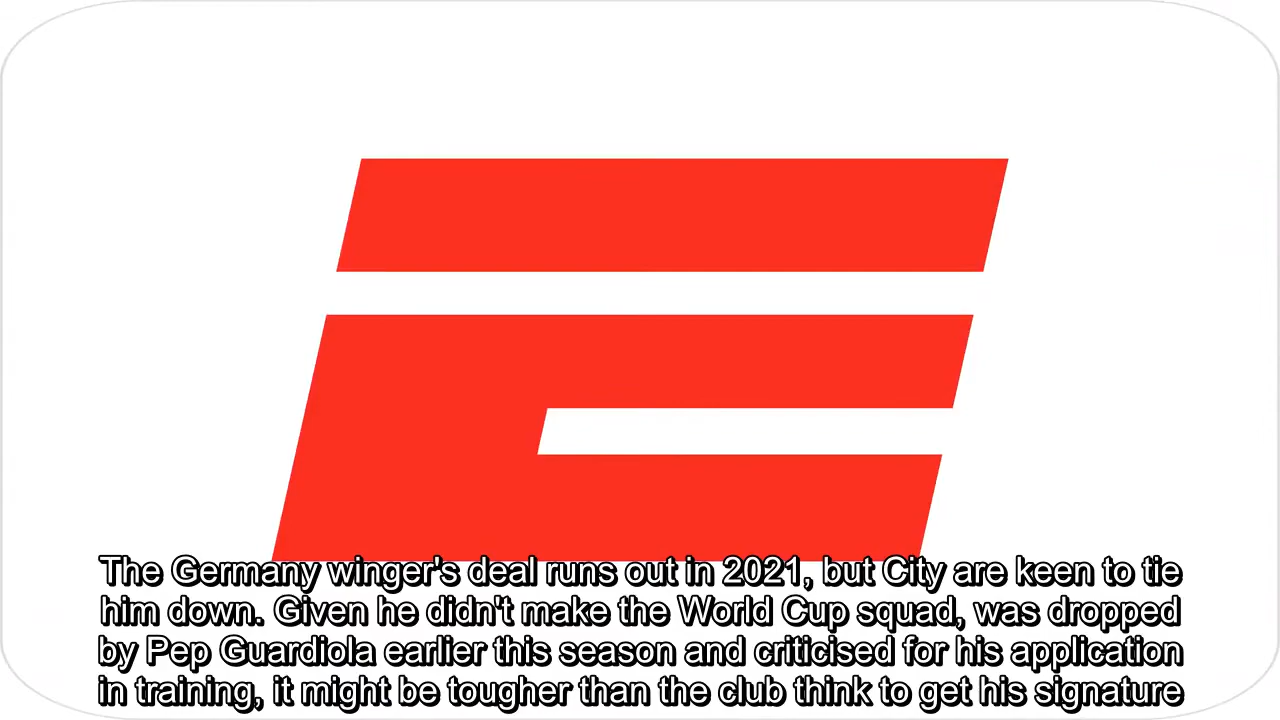 The Germany winger's deal runs out in 2021, but City are keen to tie
him down. Given he didn't make the World Cup squad, was dropped
by Pep Guardiola earlier this season and criticised for his application
in training, it might be tougher than the club think to get his signature